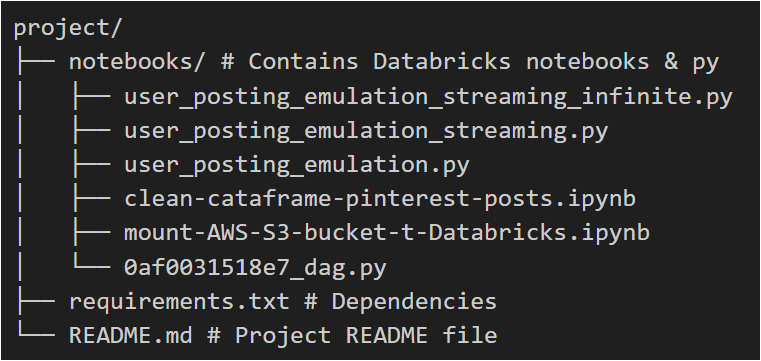 project/
├── notebooks/ # Contains Databricks notebooks & py
│   ├── user_posting_emulation_streaming_infinite.py
│   ├── user_posting_emulation_streaming.py
│   ├── user_posting_emulation.py
│   ├── clean-cataframe-pinterest-posts.ipynb
│   ├── mount-AWS-S3-bucket-t-Databricks.ipynb
│   └── 0af0031518e7_dag.py
├── requirements.txt # Dependencies
└── README.md # Project README file